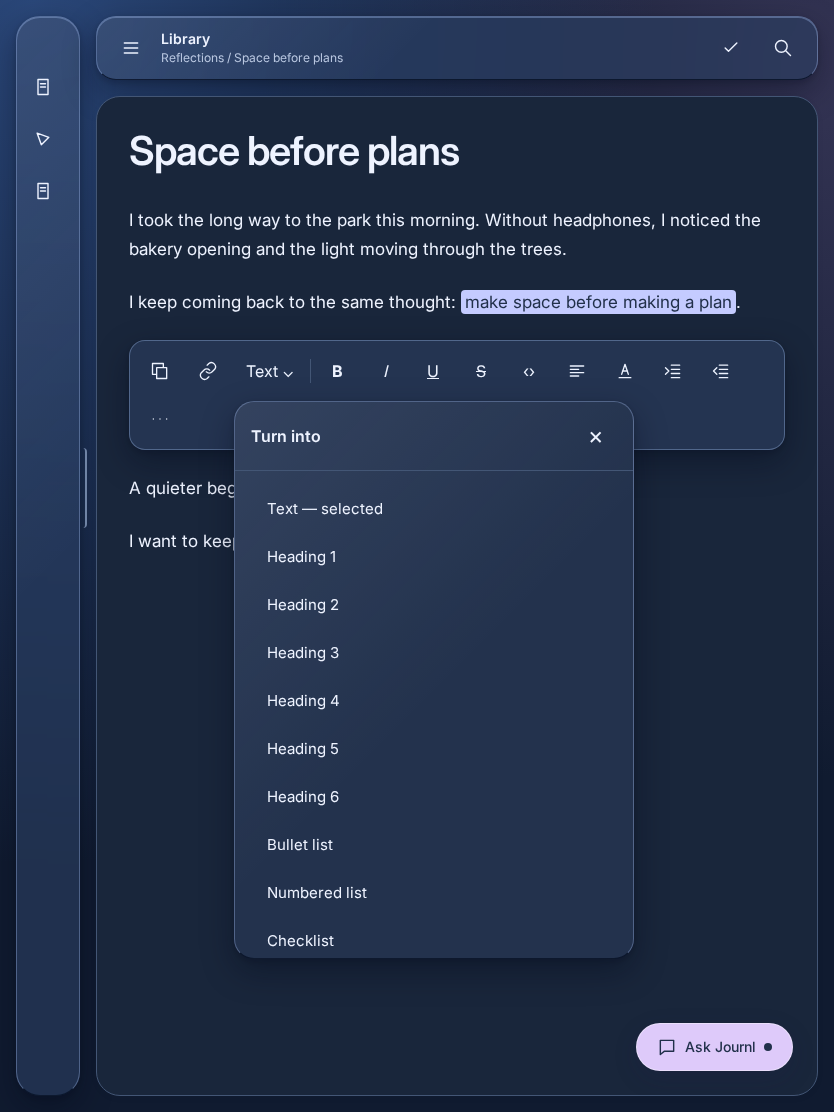 Library
Reflections / Space before plans
Space before plans
I took the long way to the park this morning. Without headphones, I noticed the
bakery opening and the light moving through the trees.
I keep coming back to the same thought: make space before making a plan.
Text B I U S A
...
Turn into
A quieter
Text — selected
I want to
Heading 1
Heading 2
Heading 3
Heading 4
Heading 5
Heading 6
Bullet list
Numbered list
Checklist
Ask Journl